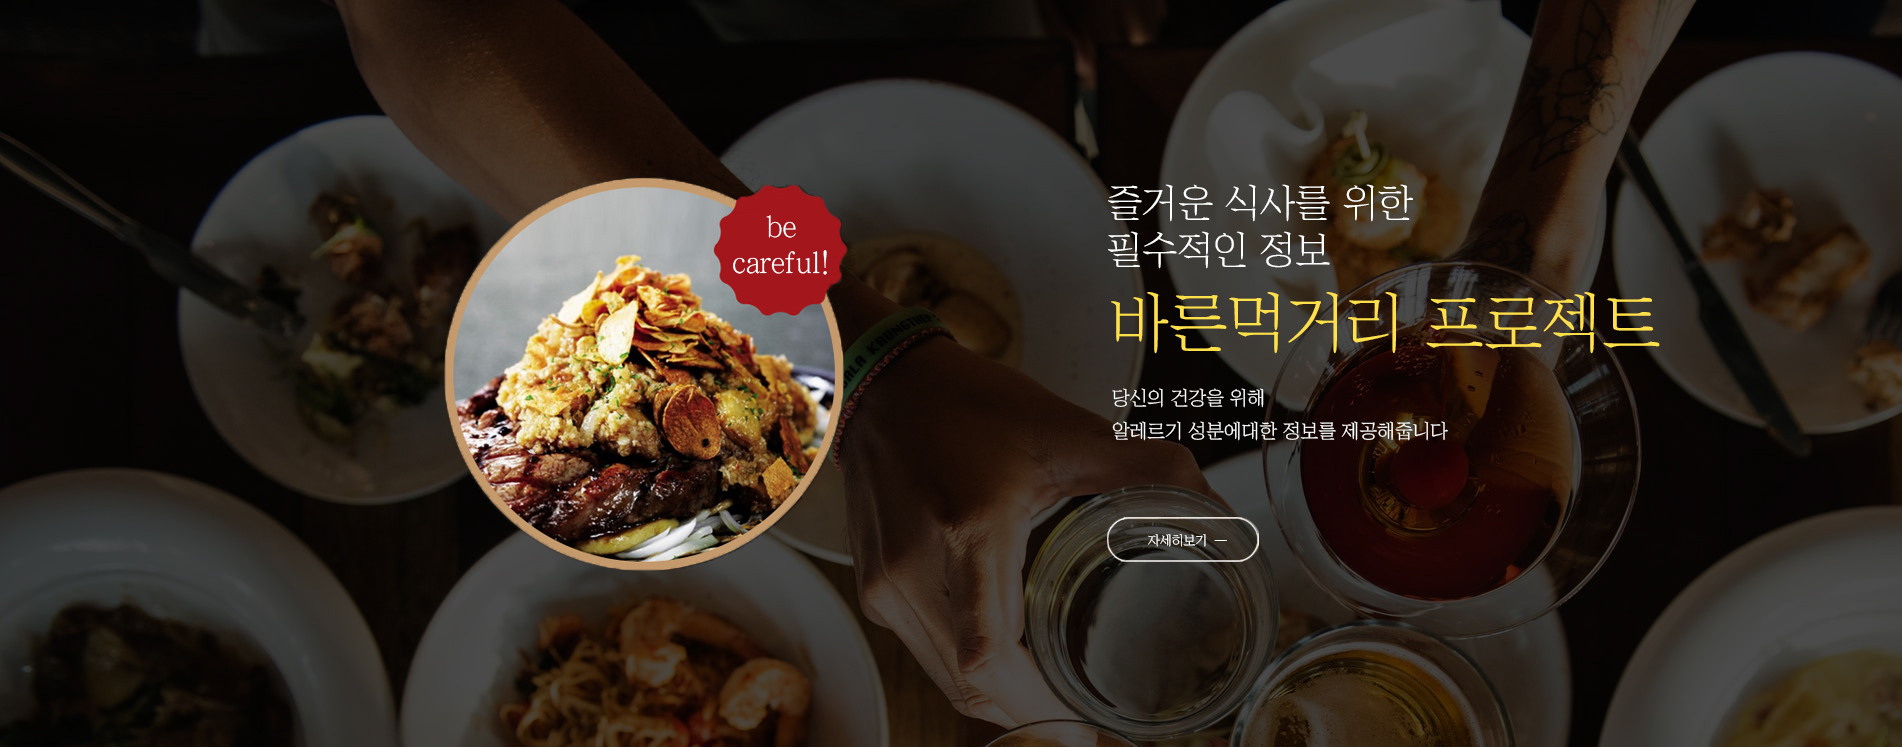 be
careful!
즐거운 식사를 위한
필수적인 정보
바른먹거리 프로젝트
당신의 건강을 위해
알레르기 성분에대한 정보를 제공해줍니다
자세히보기 —